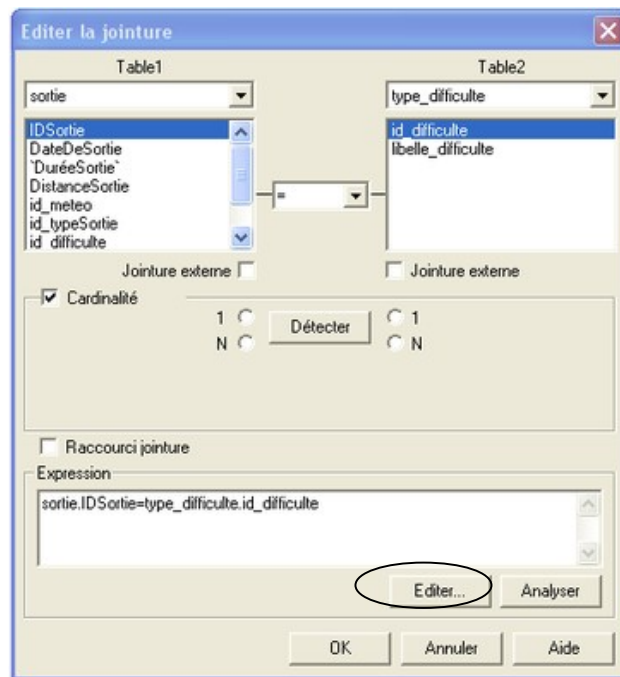 Editer la jointure
Table1
Table2
sortie
type_difficulte
IDSortie
DateDeSortie
`DuréeSortie`
DistanceSortie
id_meteo
id_typeSortie
id_difficulte
=
id_difficulte
libelle_difficulte
Jointure externe
Jointure externe
Cardinalité
1
Détecter
1
N
N
Raccourci jointure
Expression
sortie.IDSortie=type_difficulte.id_difficulte
Editer...
Analyser
OK
Annuler
Aide